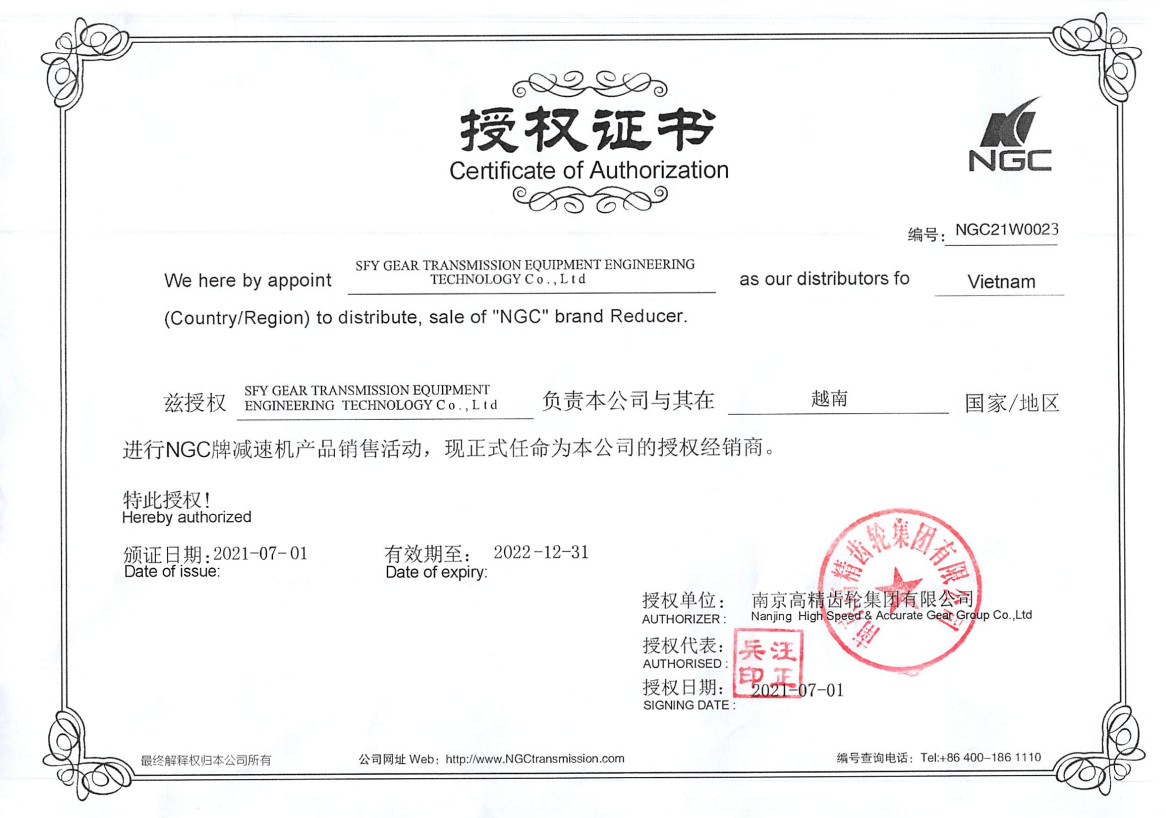 授权证书
Certificate of Authorization
NGC
编号: NGC21W0023
We here by appoint SFY GEAR TRANSMISSION EQUIPMENT ENGINEERING TECHNOLOGY Co.,Ltd as our distributors fo Vietnam
(Country/Region) to distribute, sale of "NGC" brand Reducer.
兹授权 SFY GEAR TRANSMISSION EQUIPMENT ENGINEERING TECHNOLOGY Co.,Ltd 负责本公司与其在 越南 国家/地区
进行NGC牌减速机产品销售活动，现正式任命为本公司的授权经销商。
特此授权！
Hereby authorized
颁证日期:2021-07-01 有效期至： 2022-12-31
Date of issue: Date of expiry:
授权单位： 南京高精齿轮集团有限公司
AUTHORIZER : Nanjing High Speed & Accurate Gear Group Co.,Ltd
南京高精齿轮集团有限公司
授权代表：
AUTHORISED :
汪正兵印
授权日期： 2021-07-01
SIGNING DATE :
最终解释权归本公司所有 公司网址 Web：http://www.NGCtransmission.com 编号查询电话：Tel:+86 400-186 1110